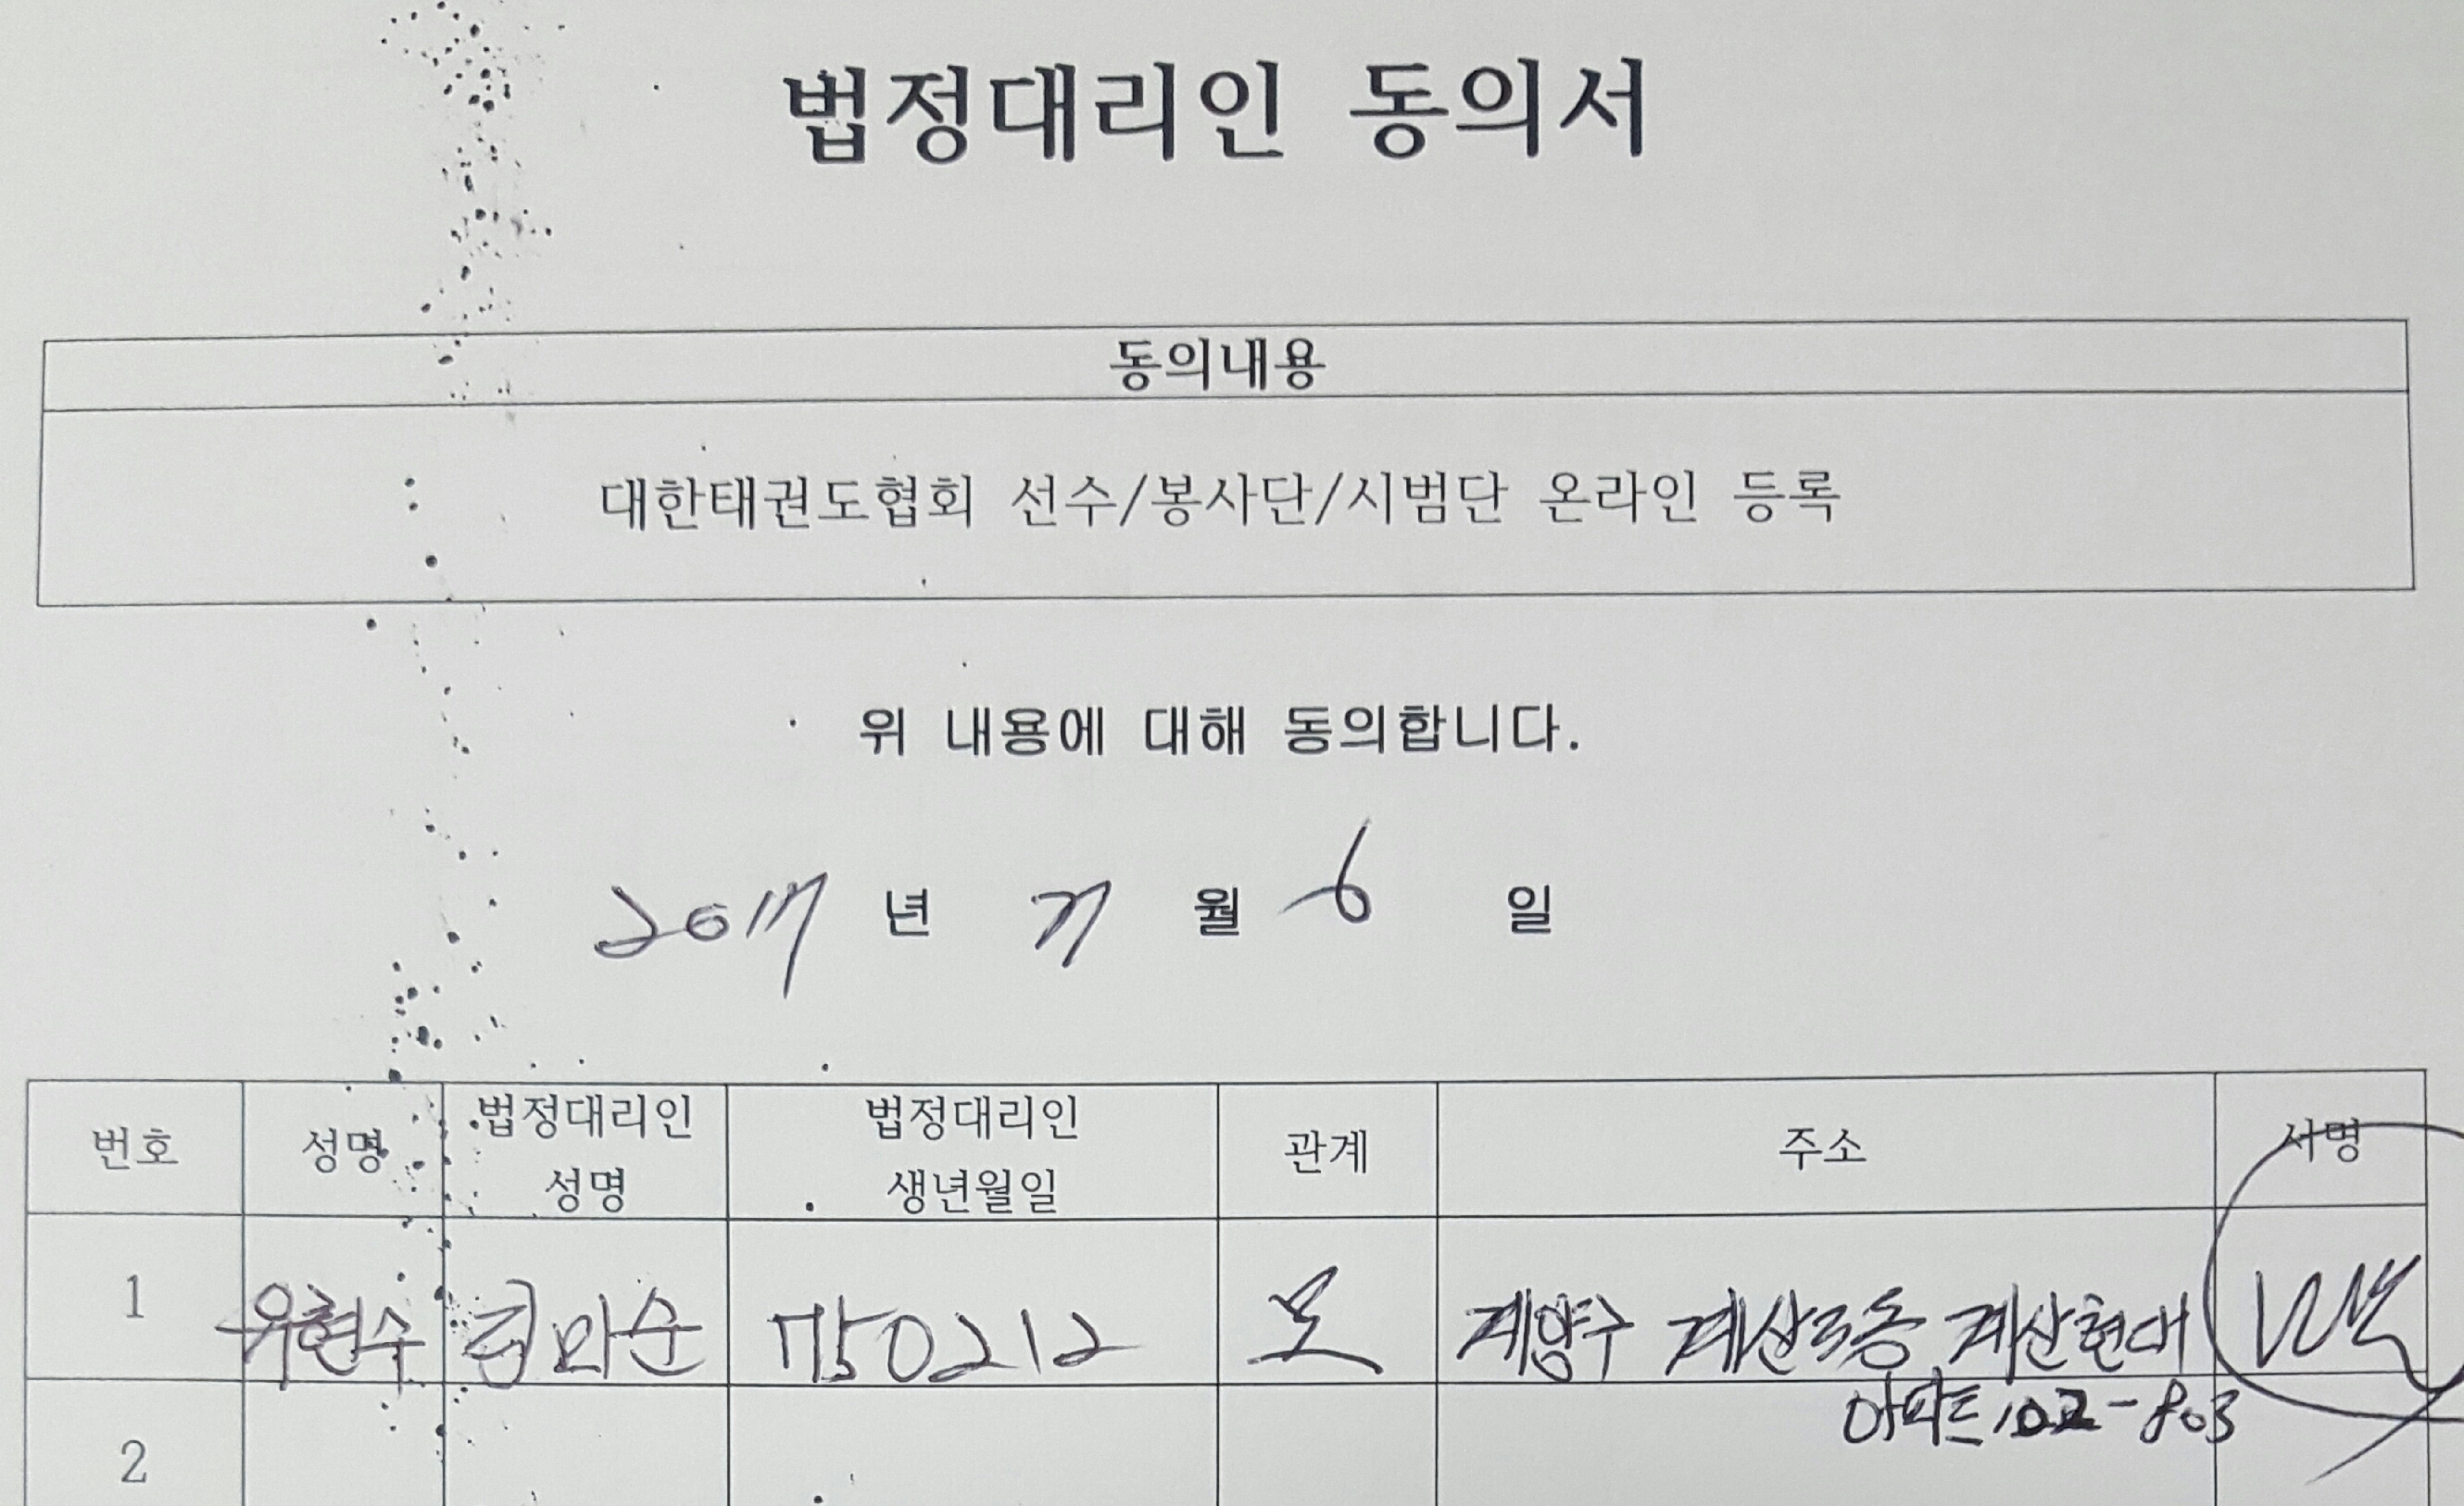 법정대리인 동의서
동의내용
대한태권도협회 선수/봉사단/시범단 온라인 등록
위 내용에 대해 동의합니다.
2017 년 7 월 6 일
번호 성명 법정대리인 성명 법정대리인 생년월일 관계 주소 서명
1 유현수 750212 모 계양구 계산3동 계산현대
아파트 102-803
2